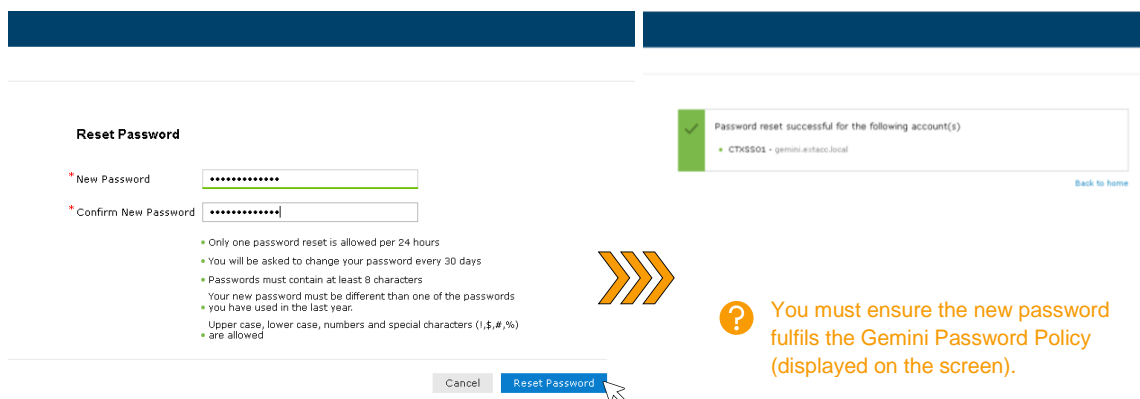 Reset Password
*New Password •••••••••••••
*Confirm New Password •••••••••••••
• Only one password reset is allowed per 24 hours
• You will be asked to change your password every 30 days
• Passwords must contain at least 8 characters
Your new password must be different than one of the passwords
• you have used in the last year.
Upper case, lower case, numbers and special characters (!,$,#,%)
• are allowed
Cancel Reset Password
Password reset successful for the following account(s)
• CTXSS01 - gemini.extacc.local
Back to home
? You must ensure the new password
fulfils the Gemini Password Policy
(displayed on the screen).